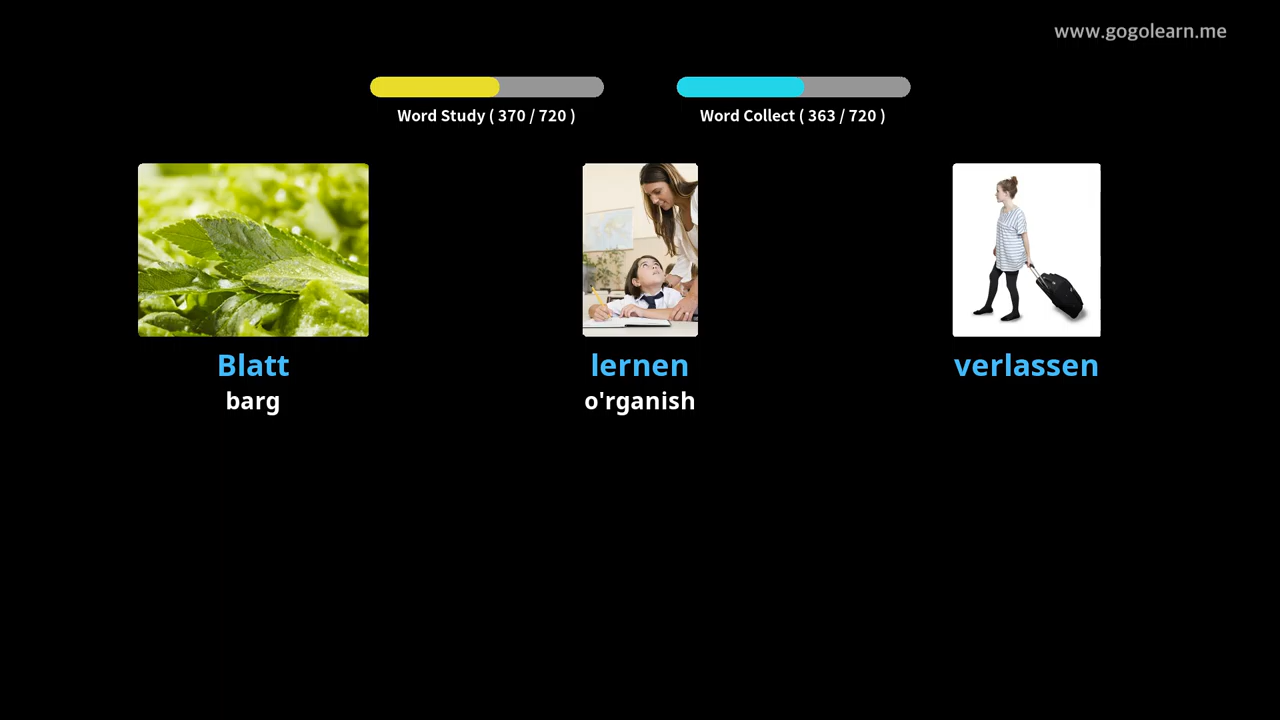 www.gogolearn.me
Word Study ( 370 / 720 )
Word Collect ( 363 / 720 )
Blatt
barg
lernen
o'rganish
verlassen